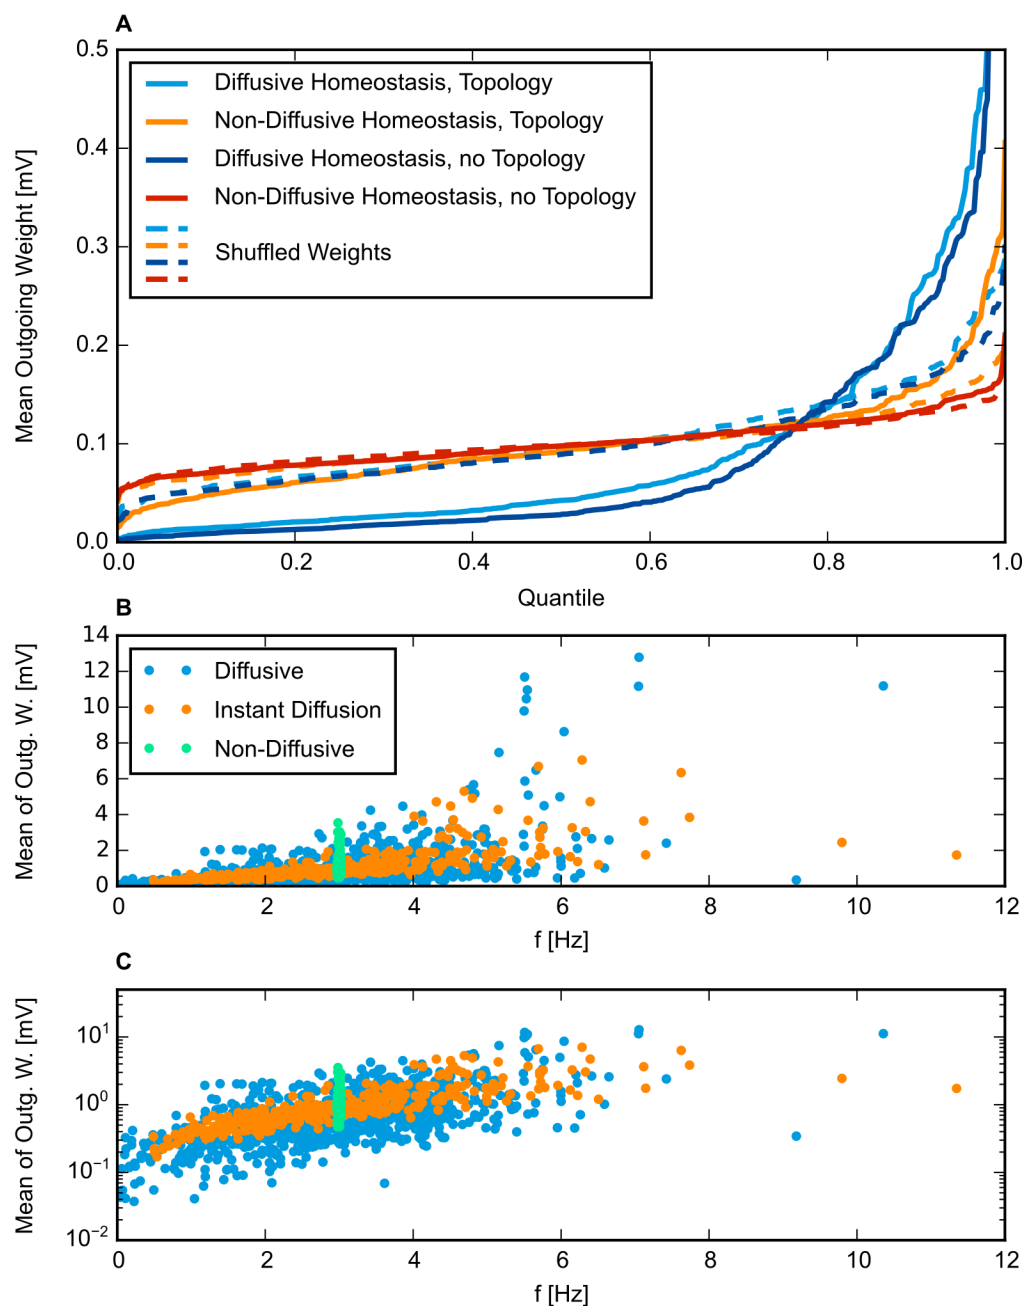 A
0.5
0.4
0.3
0.2
0.1
0.0
Mean Outgoing Weight [mV]
Diffusive Homeostasis, Topology
Non-Diffusive Homeostasis, Topology
Diffusive Homeostasis, no Topology
Non-Diffusive Homeostasis, no Topology
Shuffled Weights
0.0 0.2 0.4 0.6 0.8 1.0
Quantile
B
14
12
10
8
6
4
2
0
Mean of Outg. W. [mV]
Diffusive
Instant Diffusion
Non-Diffusive
0 2 4 6 8 10 12
f [Hz]
C
10¹
10⁰
10⁻¹
10⁻²
Mean of Outg. W. [mV]
0 2 4 6 8 10 12
f [Hz]